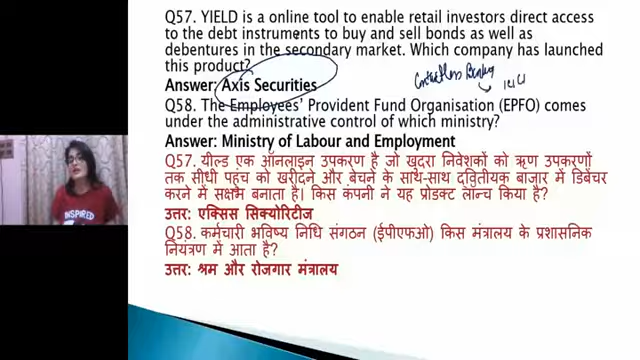 Q57. YIELD is a online tool to enable retail investors direct access
to the debt instruments to buy and sell bonds as well as
debentures in the secondary market. Which company has launched
this product?
Answer: Axis Securities
Contactless Banking
ICICI
Q58. The Employees' Provident Fund Organisation (EPFO) comes
under the administrative control of which ministry?
Answer: Ministry of Labour and Employment
Q57. यील्ड एक ऑनलाइन उपकरण है जो खुदरा निवेशकों को ऋण उपकरणों
तक सीधी पहुंच को खरीदने और बेचने के साथ-साथ द्वितीयक बाजार में डिबेंचर
करने में सक्षम बनाता है। किस कंपनी ने यह प्रोडक्ट लॉन्च किया है?
उत्तर: एक्सिस सिक्योरिटीज
Q58. कर्मचारी भविष्य निधि संगठन (ईपीएफओ) किस मंत्रालय के प्रशासनिक
नियंत्रण में आता है?
उत्तर: श्रम और रोजगार मंत्रालय
INSPIRED